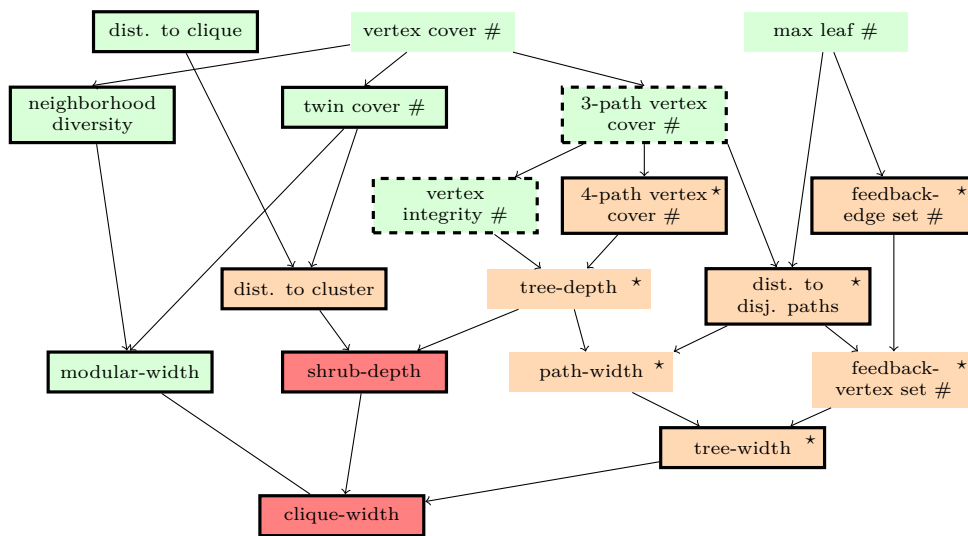 dist. to clique
vertex cover #
max leaf #
neighborhood
diversity
twin cover #
3-path vertex
cover #
vertex
integrity #
4-path vertex ⋆
cover #
feedback- ⋆
edge set #
dist. to cluster
tree-depth ⋆
dist. to ⋆
disj. paths
modular-width
shrub-depth
path-width ⋆
feedback- ⋆
vertex set #
tree-width ⋆
clique-width